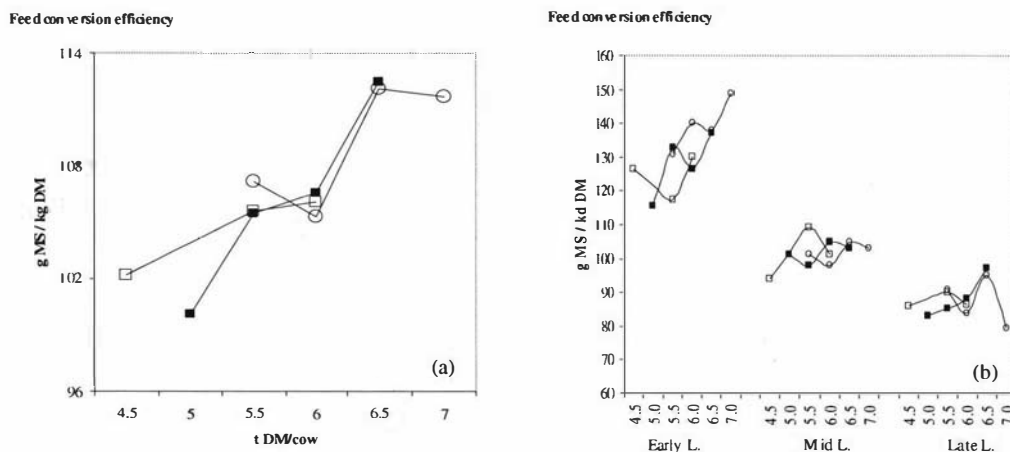 Feed conversion efficiency
114
108
102
96
g MS / kg DM
4.5 5 5.5 6 6.5 7
t DM/cow
(a)
Feed conversion efficiency
160
150
140
130
120
110
100
90
80
70
60
g MS / kd DM
4.5 5.0 5.5 6.0 6.5 7.0 4.5 5.0 5.5 6.0 6.5 7.0 4.5 5.0 5.5 6.0 6.5 7.0
Early L. Mid L. Late L.
(b)